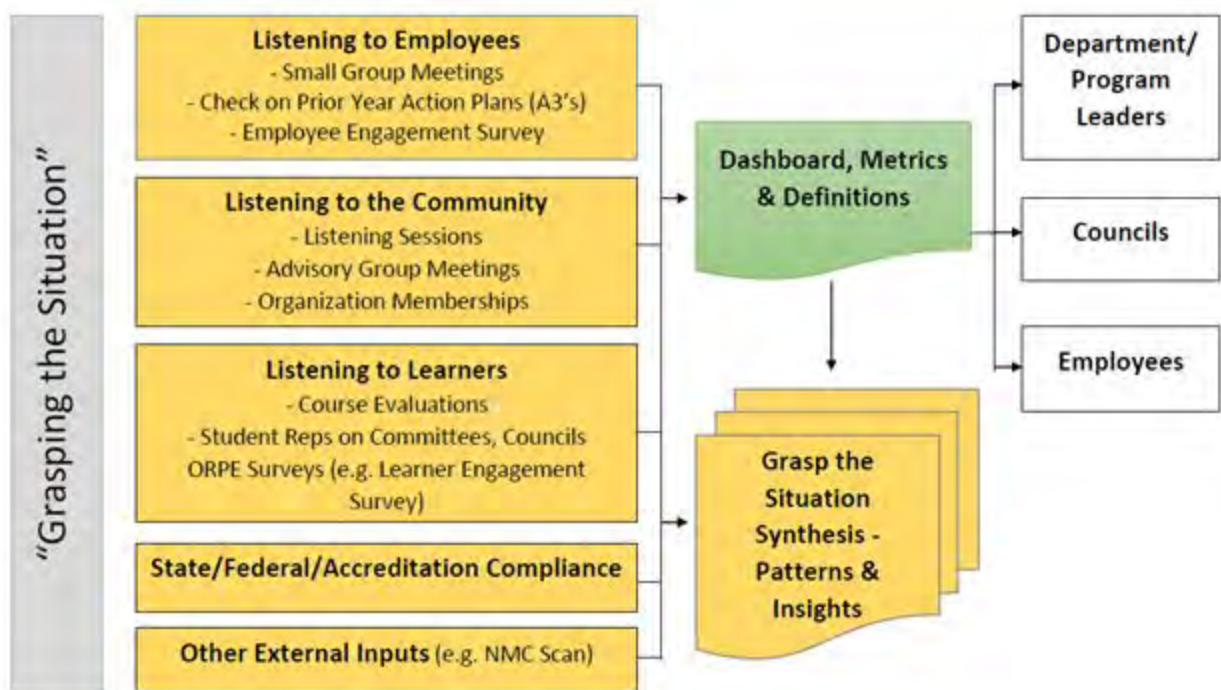 "Grasping the Situation"
Listening to Employees
- Small Group Meetings
- Check on Prior Year Action Plans (A3's)
- Employee Engagement Survey
Listening to the Community
- Listening Sessions
- Advisory Group Meetings
- Organization Memberships
Listening to Learners
- Course Evaluations
- Student Reps on Committees, Councils
ORPE Surveys (e.g. Learner Engagement
Survey)
State/Federal/Accreditation Compliance
Other External Inputs (e.g. NMC Scan)
Dashboard, Metrics
& Definitions
Grasp the
Situation
Synthesis -
Patterns &
Insights
Department/
Program
Leaders
Councils
Employees